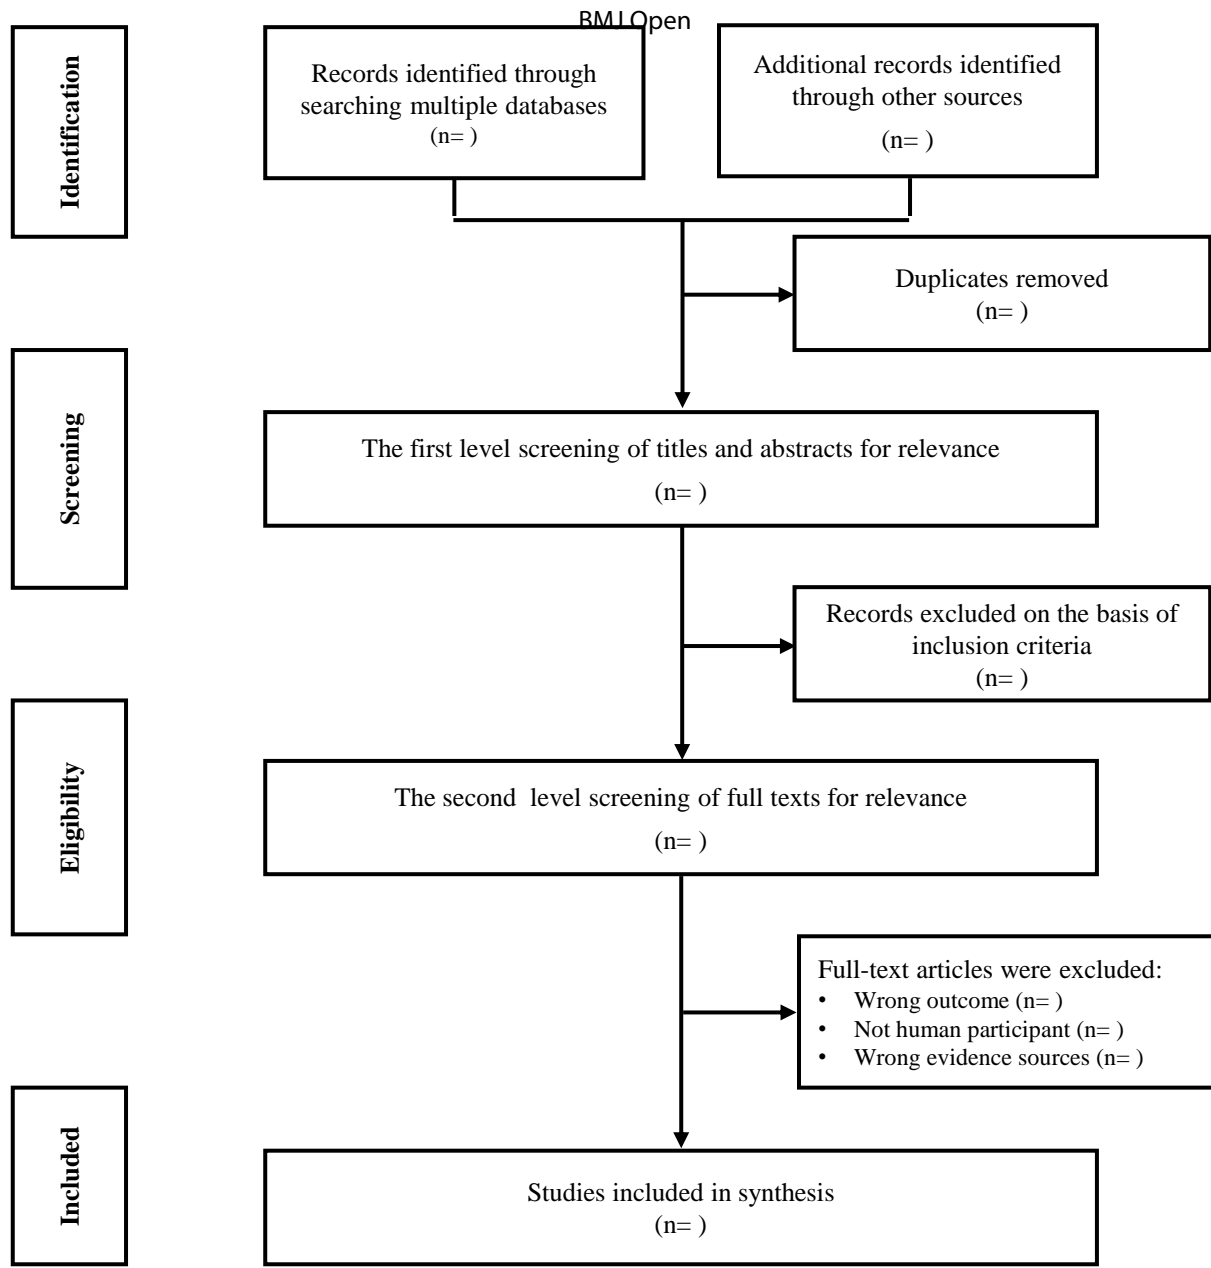 BMJ Open
Identification
Records identified through
searching multiple databases
(n= )
Additional records identified
through other sources
(n= )
Duplicates removed
(n= )
Screening
The first level screening of titles and abstracts for relevance
(n= )
Records excluded on the basis of
inclusion criteria
(n= )
Eligibility
The second  level screening of full texts for relevance
(n= )
Full-text articles were excluded:
• Wrong outcome (n= )
• Not human participant (n= )
• Wrong evidence sources (n= )
Included
Studies included in synthesis
(n= )